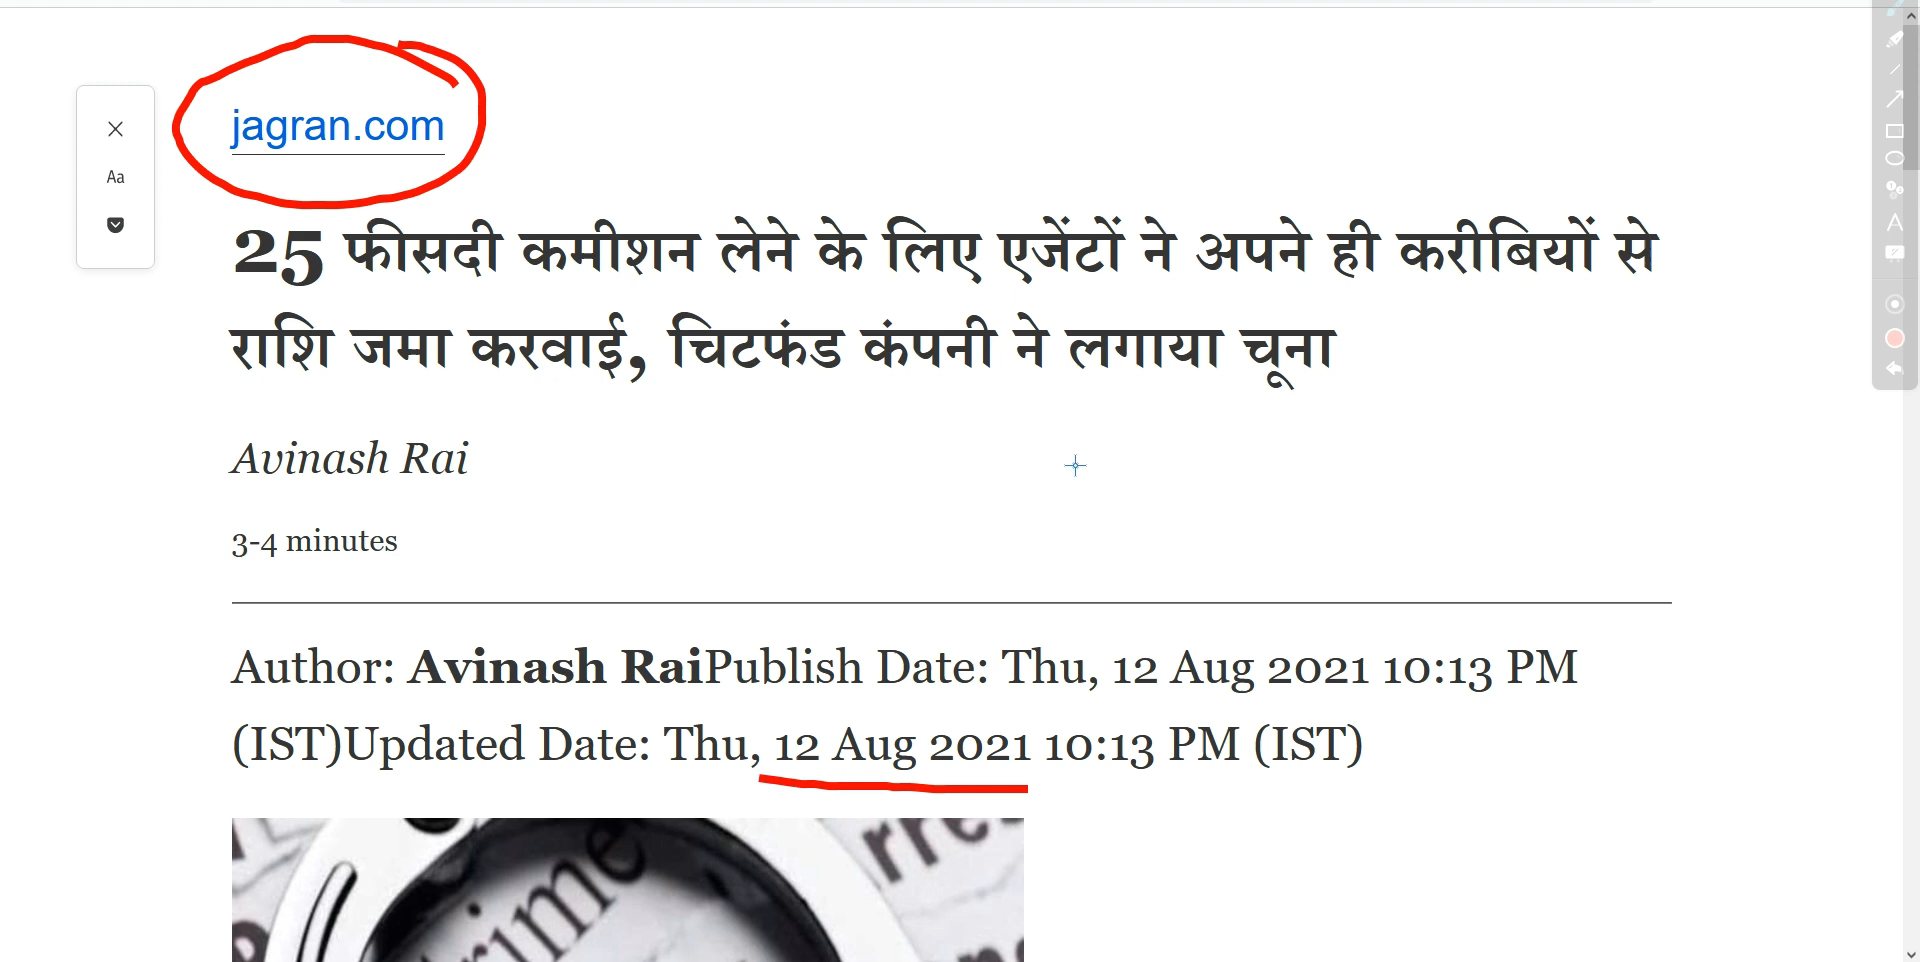 jagran.com
Aa
25 फीसदी कमीशन लेने के लिए एजेंटों ने अपने ही करीबियों से
राशि जमा करवाई, चिटफंड कंपनी ने लगाया चूना
Avinash Rai
3-4 minutes
Author: Avinash RaiPublish Date: Thu, 12 Aug 2021 10:13 PM
(IST)Updated Date: Thu, 12 Aug 2021 10:13 PM (IST)